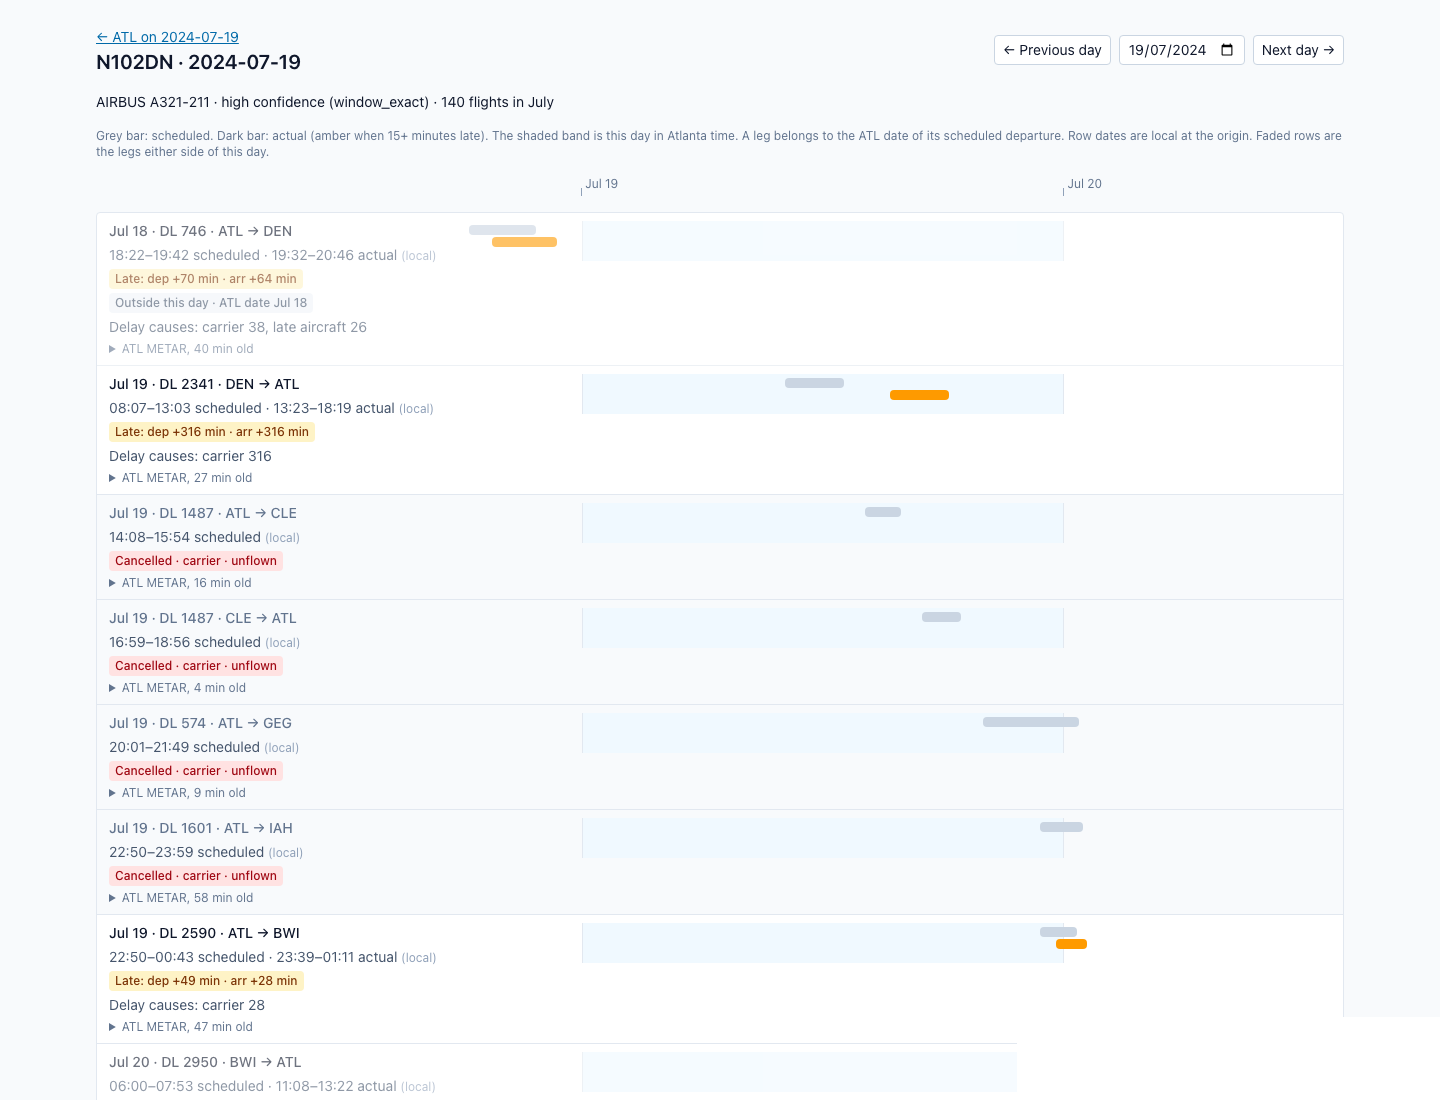 ← ATL on 2024-07-19
N102DN · 2024-07-19
← Previous day
19/07/2024
Next day →
AIRBUS A321-211 · high confidence (window_exact) · 140 flights in July
Grey bar: scheduled. Dark bar: actual (amber when 15+ minutes late). The shaded band is this day in Atlanta time. A leg belongs to the ATL date of its scheduled departure. Row dates are local at the origin. Faded rows are
the legs either side of this day.
Jul 19
Jul 20
Jul 18 · DL 746 · ATL → DEN
18:22–19:42 scheduled · 19:32–20:46 actual (local)
Late: dep +70 min · arr +64 min
Outside this day · ATL date Jul 18
Delay causes: carrier 38, late aircraft 26
▶ ATL METAR, 40 min old
Jul 19 · DL 2341 · DEN → ATL
08:07–13:03 scheduled · 13:23–18:19 actual (local)
Late: dep +316 min · arr +316 min
Delay causes: carrier 316
▶ ATL METAR, 27 min old
Jul 19 · DL 1487 · ATL → CLE
14:08–15:54 scheduled (local)
Cancelled · carrier · unflown
▶ ATL METAR, 16 min old
Jul 19 · DL 1487 · CLE → ATL
16:59–18:56 scheduled (local)
Cancelled · carrier · unflown
▶ ATL METAR, 4 min old
Jul 19 · DL 574 · ATL → GEG
20:01–21:49 scheduled (local)
Cancelled · carrier · unflown
▶ ATL METAR, 9 min old
Jul 19 · DL 1601 · ATL → IAH
22:50–23:59 scheduled (local)
Cancelled · carrier · unflown
▶ ATL METAR, 58 min old
Jul 19 · DL 2590 · ATL → BWI
22:50–00:43 scheduled · 23:39–01:11 actual (local)
Late: dep +49 min · arr +28 min
Delay causes: carrier 28
▶ ATL METAR, 47 min old
Jul 20 · DL 2950 · BWI → ATL
06:00–07:53 scheduled · 11:08–13:22 actual (local)